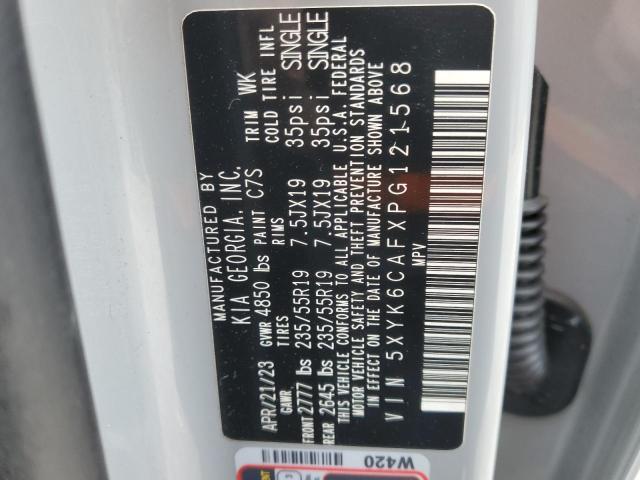 MANUFACTURED BY
KIA GEORGIA, INC.
APR/21/23 GVWR 4850 lbs PAINT C7S TRIM WK
GAWR TIRES RIMS COLD TIRE INFL
FRONT 2777 lbs 235/55R19 7.5JX19 35psi SINGLE
REAR 2645 lbs 235/55R19 7.5JX19 35psi SINGLE
THIS VEHICLE CONFORMS TO ALL APPLICABLE U.S.A. FEDERAL
MOTOR VEHICLE SAFETY AND THEFT PREVENTION STANDARDS
IN EFFECT ON THE DATE OF MANUFACTURE SHOWN ABOVE
VIN 5XYK6CAFXPG121568
MPV
W420